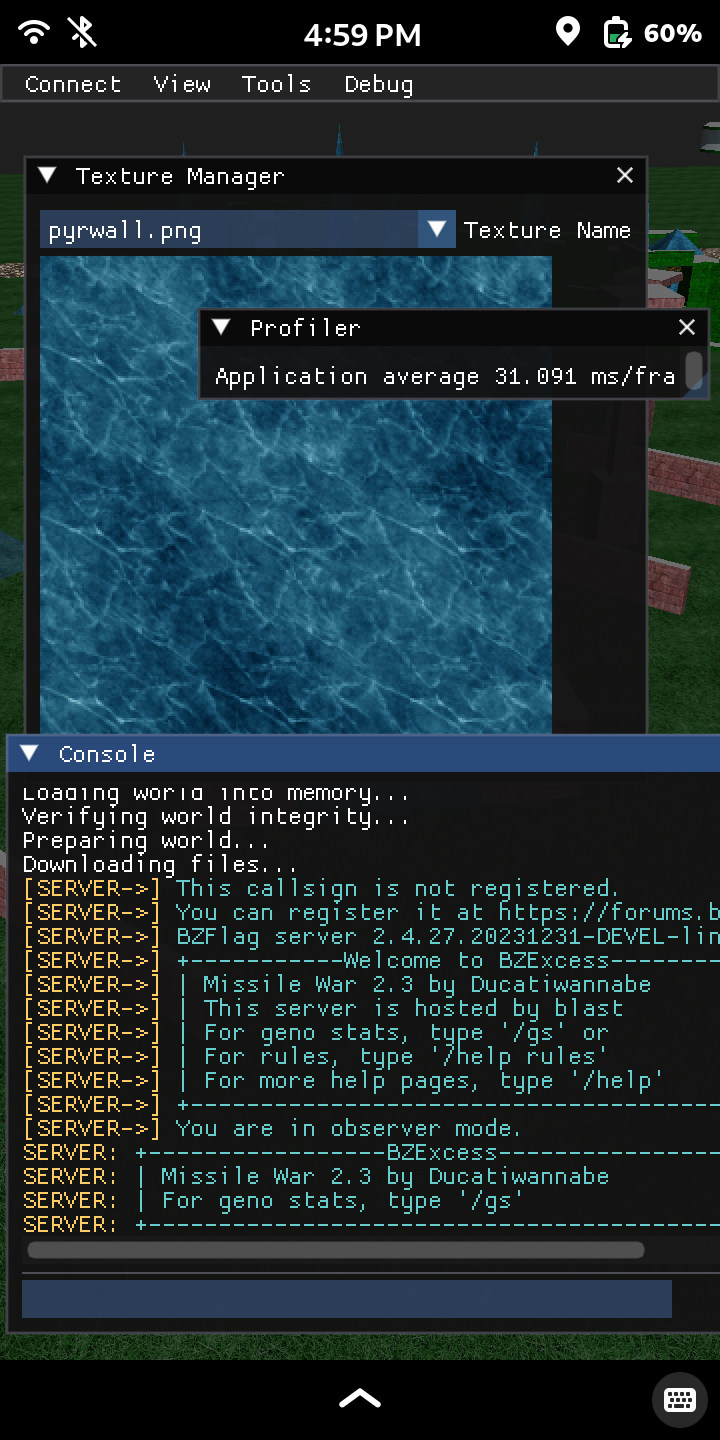 4:59 PM
60%
Connect View Tools Debug
Texture Manager
pyrwall.png Texture Name
Profiler
Application average 31.091 ms/fra
Console
Loading world into memory...
Verifying world integrity...
Preparing world...
Downloading files...
[SERVER->] This callsign is not registered.
[SERVER->] You can register it at https://forums.b
[SERVER->] BZFlag server 2.4.27.20231231-DEVEL-lin
[SERVER->] +------------Welcome to BZExcess--------
[SERVER->] | Missile War 2.3 by Ducatiwannabe
[SERVER->] | This server is hosted by blast
[SERVER->] | For geno stats, type '/gs' or
[SERVER->] | For rules, type '/help rules'
[SERVER->] | For more help pages, type '/help'
[SERVER->] +---------------------------------------
[SERVER->] You are in observer mode.
SERVER: +------------------BZExcess----------------
SERVER: | Missile War 2.3 by Ducatiwannabe
SERVER: | For geno stats, type '/gs'
SERVER: +------------------------------------------